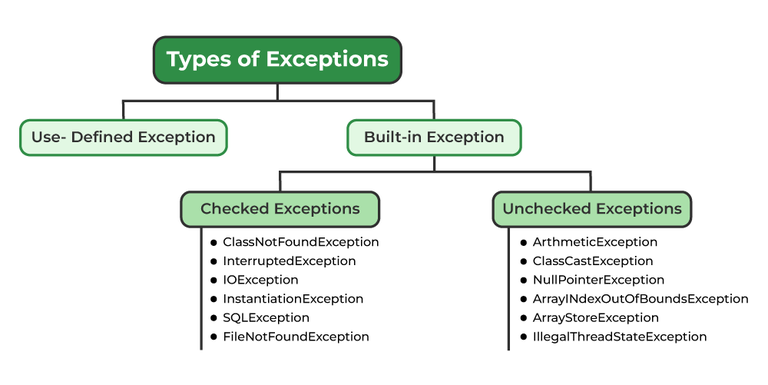 Types of Exceptions
Use- Defined Exception
Built-in Exception
Checked Exceptions
ClassNotFoundException
InterruptedException
IOException
InstantiationException
SQLException
FileNotFoundException
Unchecked Exceptions
ArthmeticException
ClassCastException
NullPointerException
ArrayINdexOutOfBoundsException
ArrayStoreException
IllegalThreadStateException